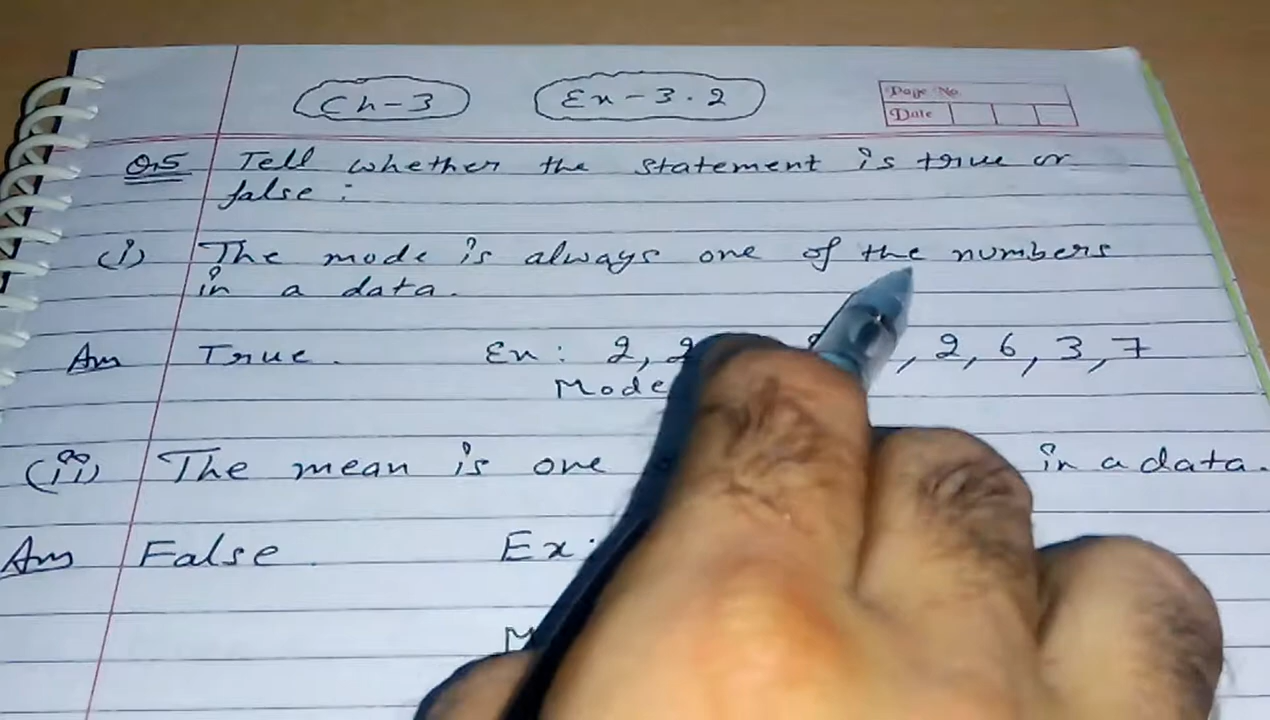 Ch-3 Ex-3.2
Page No.
Date
Q.5 Tell whether the statement is true or
false:
(i) The mode is always one of the numbers
in a data.
Ans True. Ex: 2, 2 , 2, 6, 3, 7
Mode
(ii) The mean is one in a data.
Ans False. Ex:
M